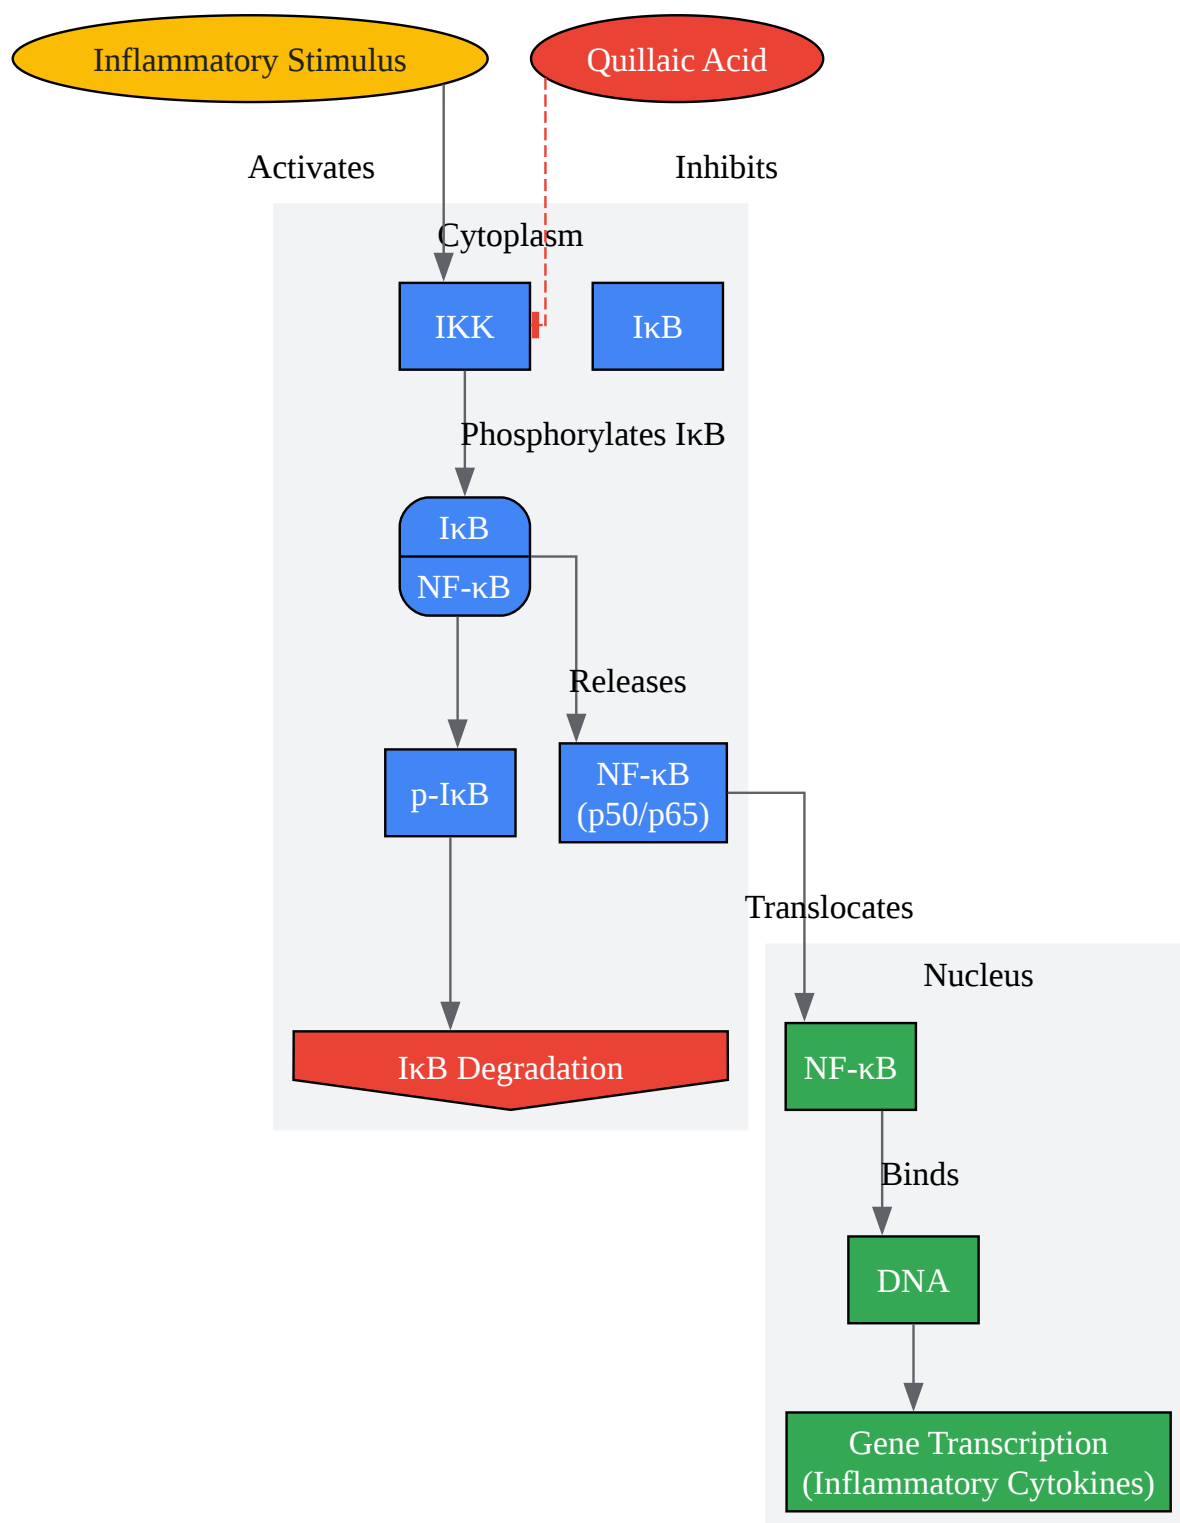 Inflammatory Stimulus
Quillaic Acid
Activates
Inhibits
Cytoplasm
IKK
IκB
Phosphorylates IκB
IκB
NF-κB
Releases
p-IκB
NF-κB
(p50/p65)
Translocates
Nucleus
IκB Degradation
NF-κB
Binds
DNA
Gene Transcription
(Inflammatory Cytokines)